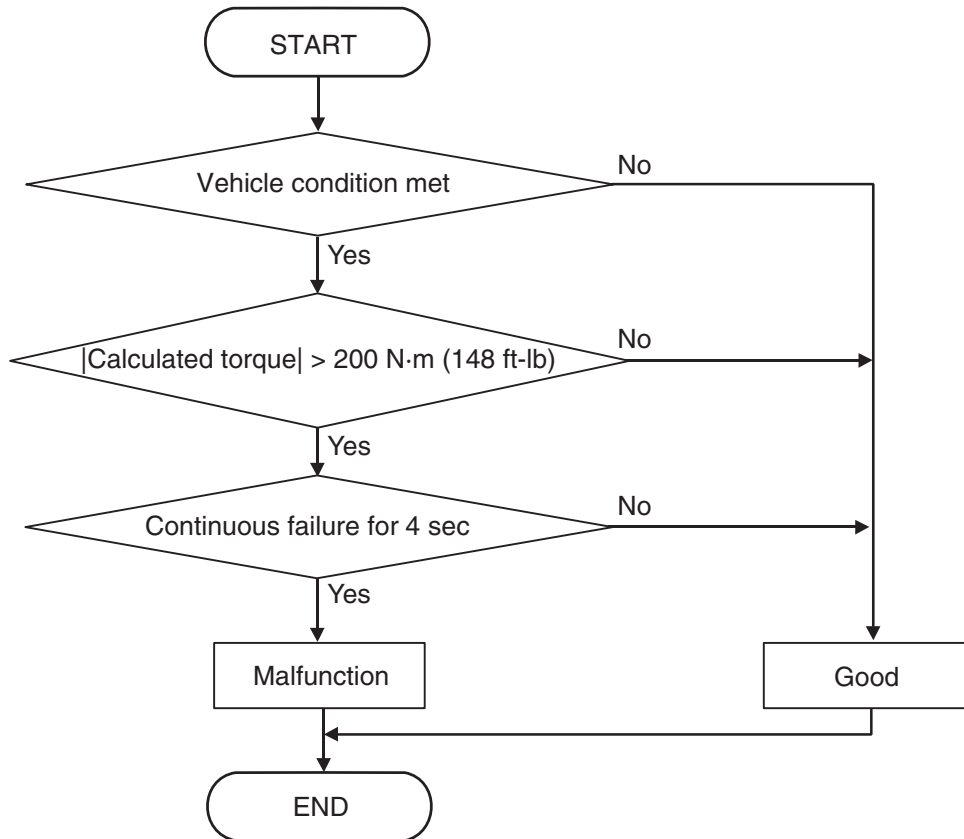 START
Vehicle condition met
No
Yes
|Calculated torque| > 200 N·m (148 ft-lb)
No
Yes
Continuous failure for 4 sec
No
Yes
Malfunction
Good
END